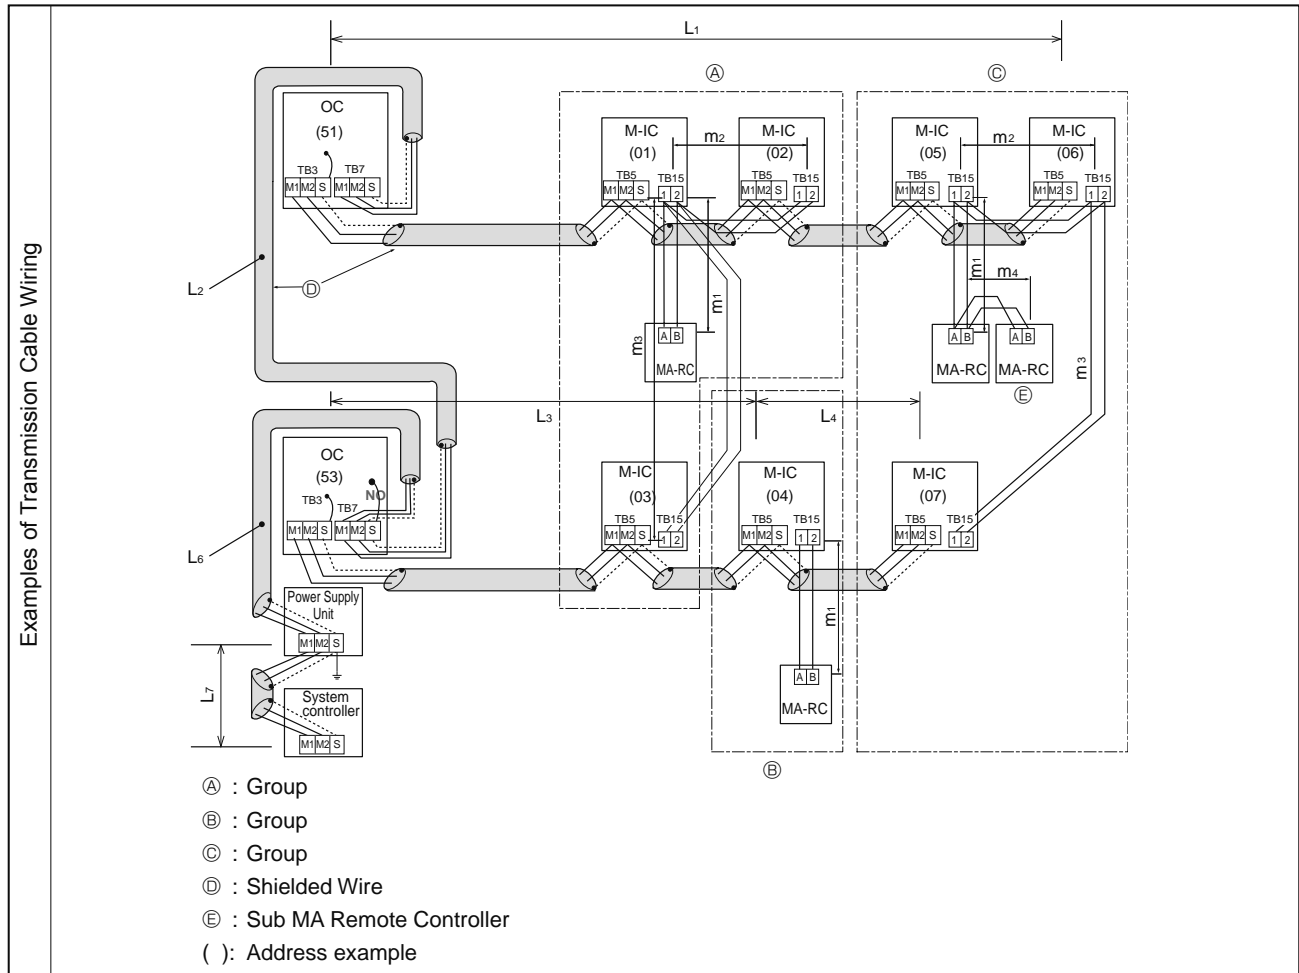 Examples of Transmission Cable Wiring
L1
Ⓐ
Ⓒ
OC
(51)
TB3
TB7
M1 M2 S
M1 M2 S
M-IC
(01)
TB5
TB15
M1 M2 S
1 2
m2
M-IC
(02)
TB5
TB15
M1 M2 S
1 2
M-IC
(05)
TB5
TB15
M1 M2 S
1 2
m2
M-IC
(06)
TB5
TB15
M1 M2 S
1 2
L2
Ⓓ
m3
m1
A B
MA-RC
m1
m4
A B
MA-RC
A B
MA-RC
Ⓔ
m3
L3
L4
OC
(53)
TB3
TB7
NO
M1 M2 S
M1 M2 S
M-IC
(03)
TB5
TB15
M1 M2 S
1 2
M-IC
(04)
TB5
TB15
M1 M2 S
1 2
M-IC
(07)
TB5
TB15
M1 M2 S
1 2
L6
Power Supply
Unit
M1 M2 S
m1
A B
MA-RC
L7
System
controller
M1 M2 S
Ⓑ
Ⓐ : Group
Ⓑ : Group
Ⓒ : Group
Ⓓ : Shielded Wire
Ⓔ : Sub MA Remote Controller
( ): Address example